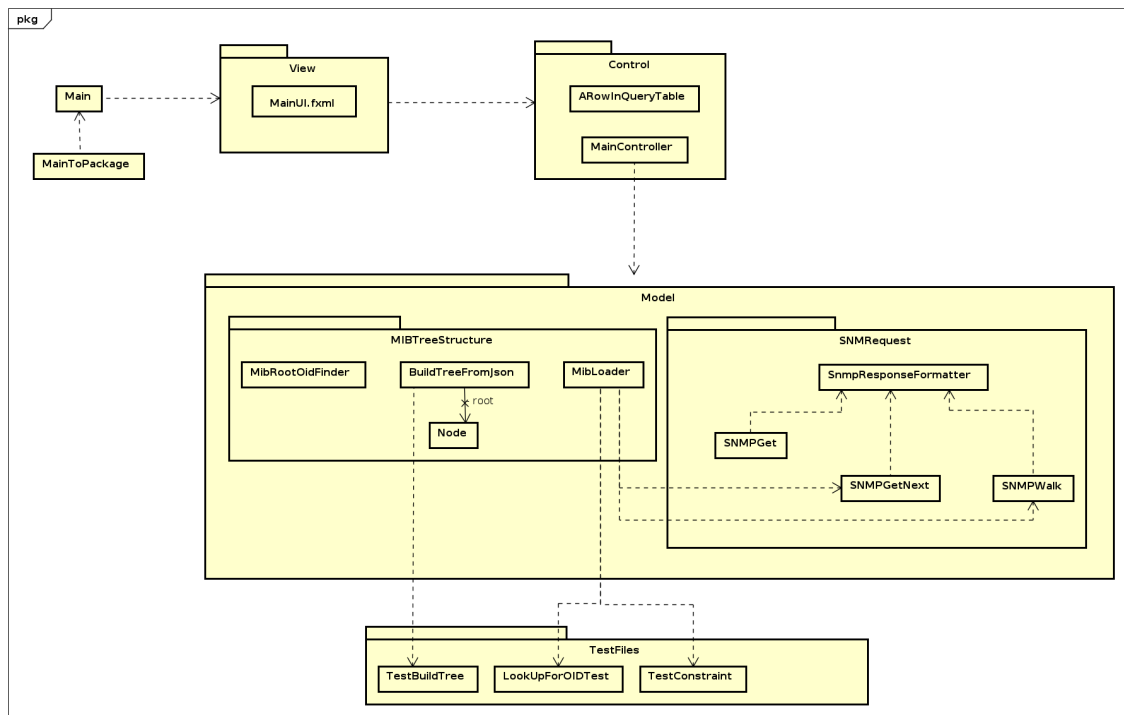 pkg
View
MainUI.fxml
Control
ARowInQueryTable
MainController
Main
MainToPackage
Model
MIBTreeStructure
MibRootOidFinder
BuildTreeFromJson
MibLoader
root
Node
SNMRequest
SnmpResponseFormatter
SNMPGet
SNMPGetNext
SNMPWalk
TestFiles
TestBuildTree
LookUpForOIDTest
TestConstraint